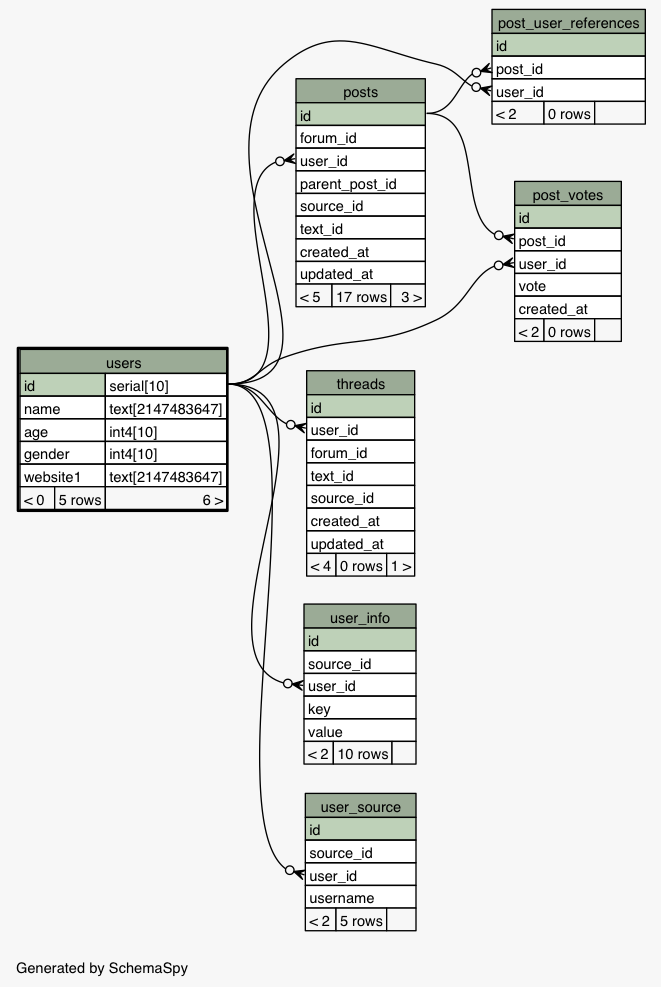 post_user_references
id
post_id
user_id
< 2 0 rows
posts
id
forum_id
user_id
parent_post_id
source_id
text_id
created_at
updated_at
< 5 17 rows 3 >
post_votes
id
post_id
user_id
vote
created_at
< 2 0 rows
users
id serial[10]
name text[2147483647]
age int4[10]
gender int4[10]
website1 text[2147483647]
< 0 5 rows 6 >
threads
id
user_id
forum_id
text_id
source_id
created_at
updated_at
< 4 0 rows 1 >
user_info
id
source_id
user_id
key
value
< 2 10 rows
user_source
id
source_id
user_id
username
< 2 5 rows
Generated by SchemaSpy